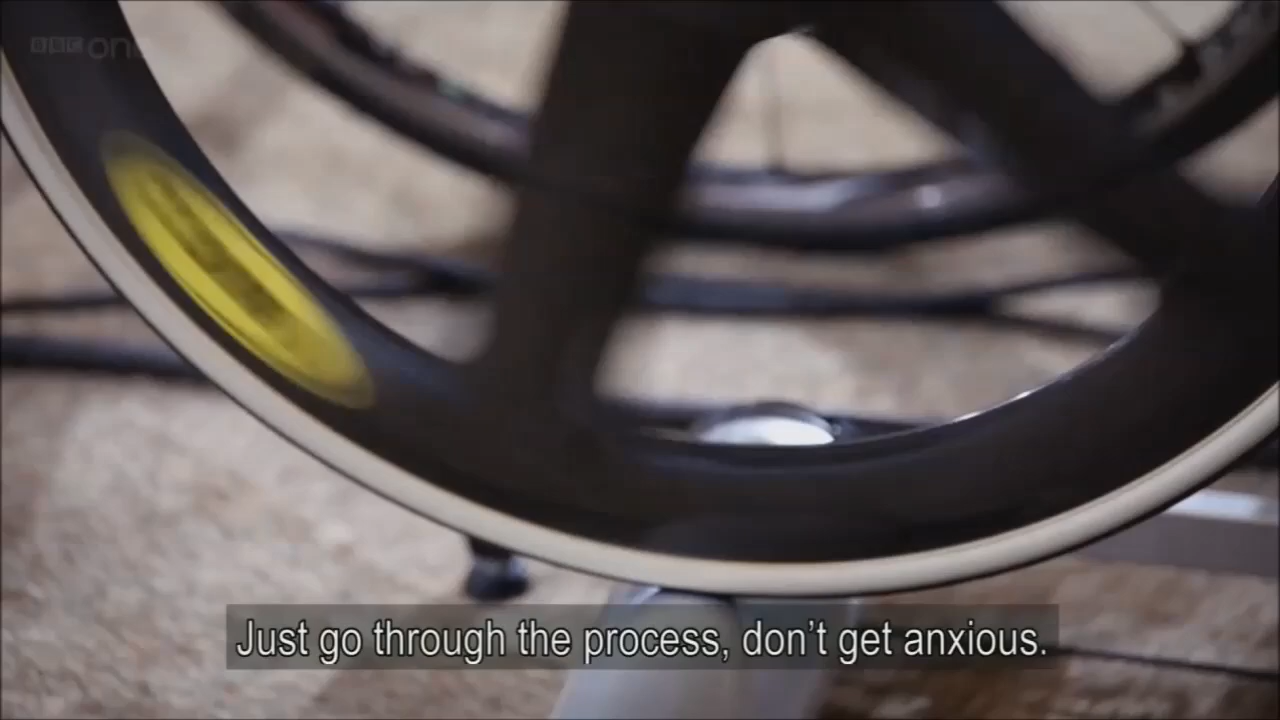 BBC one
Just go through the process, don't get anxious.